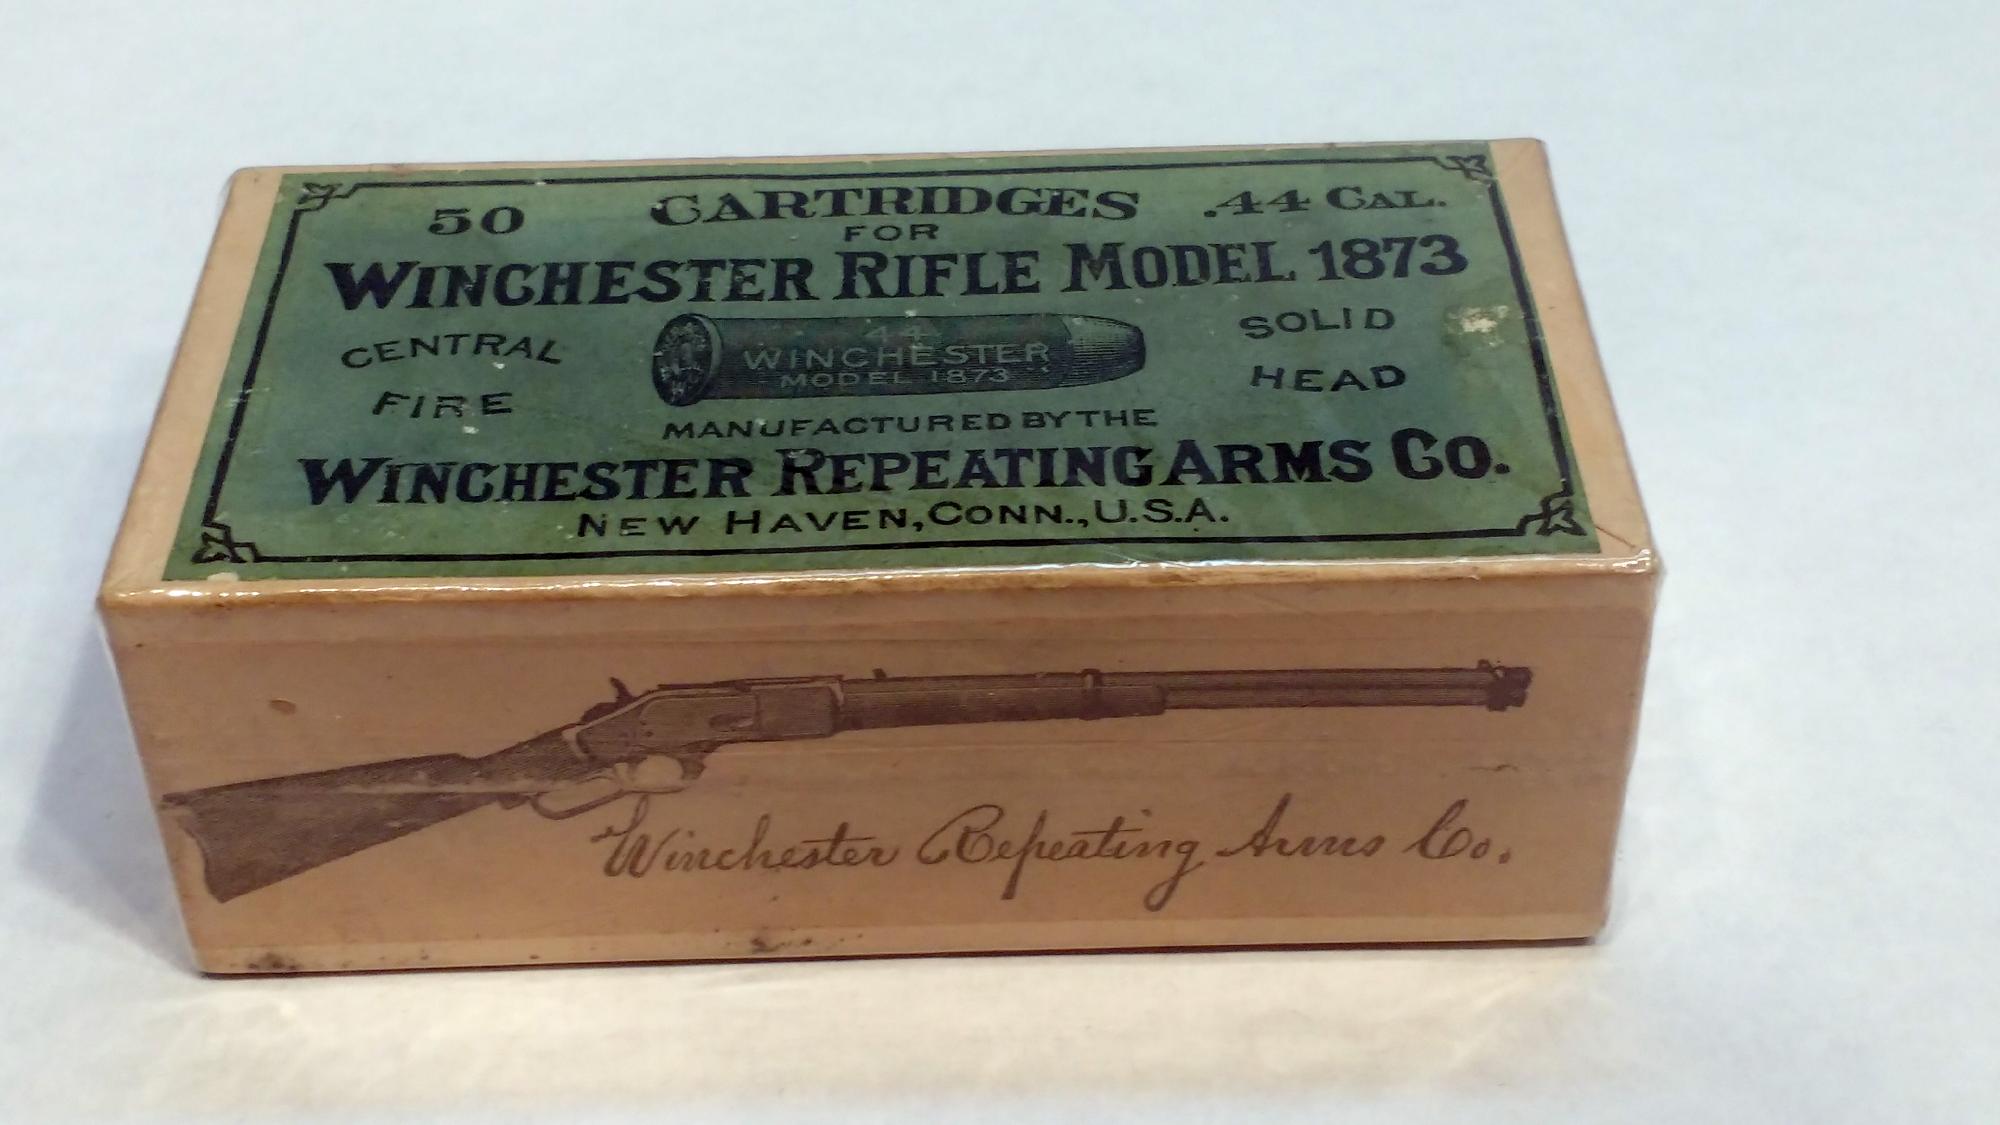 50 CARTRIDGES .44 CAL.
FOR
WINCHESTER RIFLE MODEL 1873
CENTRAL FIRE
44
WINCHESTER
MODEL 1873
SOLID HEAD
MANUFACTURED BY THE
WINCHESTER REPEATING ARMS CO.
NEW HAVEN, CONN., U.S.A.
Winchester Repeating Arms Co.